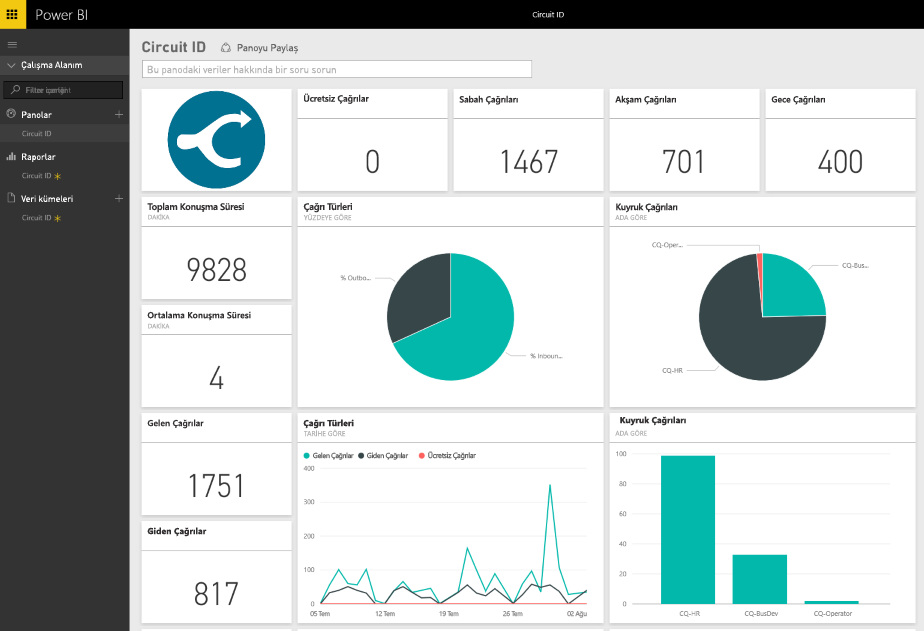 Power BI
Circuit ID
Çalışma Alanım
Filter içeriğini
Panolar
Circuit ID
Raporlar
Circuit ID
Veri kümeleri
Circuit ID
Circuit ID
Panoyu Paylaş
Bu panodaki veriler hakkında bir soru sorun
Ücretsiz Çağrılar
0
Sabah Çağrıları
1467
Akşam Çağrıları
701
Gece Çağrıları
400
Toplam Konuşma Süresi
DAKİKA
9828
Çağrı Türleri
YÜZDEYE GÖRE
% Outbo...
% Inboun...
Kuyruk Çağrıları
ADA GÖRE
CQ-Oper...
CQ-Bus...
CQ-HR
Ortalama Konuşma Süresi
DAKİKA
4
Gelen Çağrılar
1751
Giden Çağrılar
817
Çağrı Türleri
TARİHE GÖRE
Gelen Çağrılar Giden Çağrılar Ücretsiz Çağrılar
400
300
200
100
0
05 Tem 12 Tem 19 Tem 26 Tem 02 Ağu
Kuyruk Çağrıları
ADA GÖRE
100
80
60
40
20
0
CQ-HR CQ-BusDev CQ-Operator